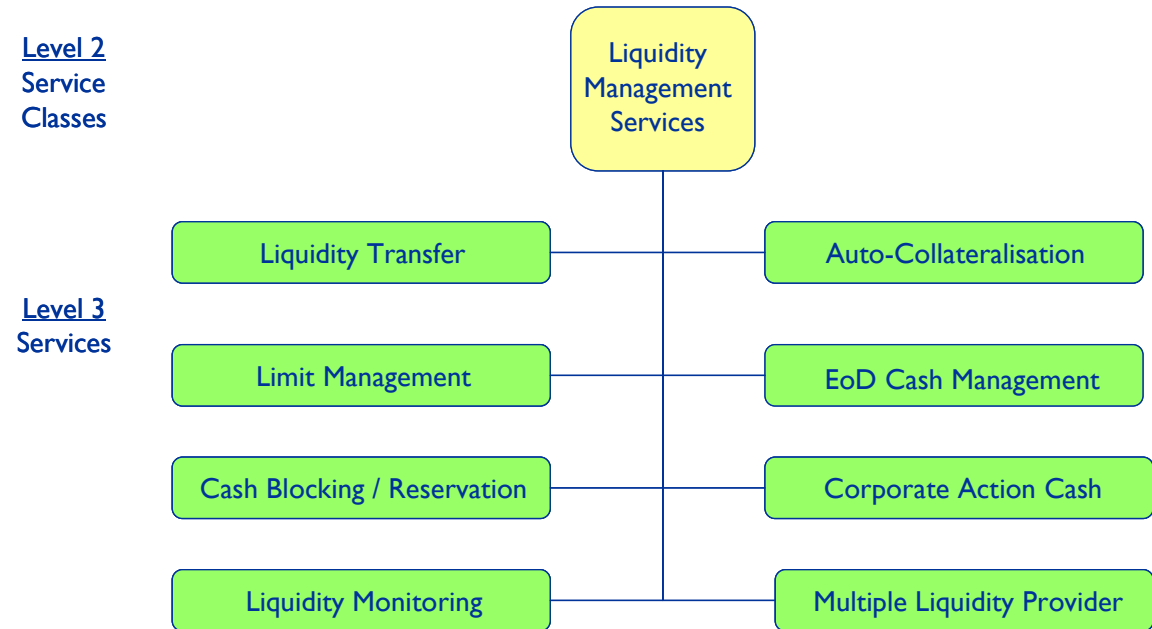 Level 2
Service
Classes
Liquidity
Management
Services
Liquidity Transfer
Auto-Collateralisation
Level 3
Services
Limit Management
EoD Cash Management
Cash Blocking / Reservation
Corporate Action Cash
Liquidity Monitoring
Multiple Liquidity Provider